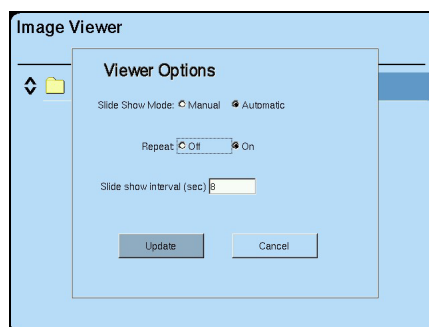 Image Viewer
Viewer Options
Slide Show Mode: Manual Automatic
Repeat: Off On
Slide show interval (sec) 8
Update Cancel